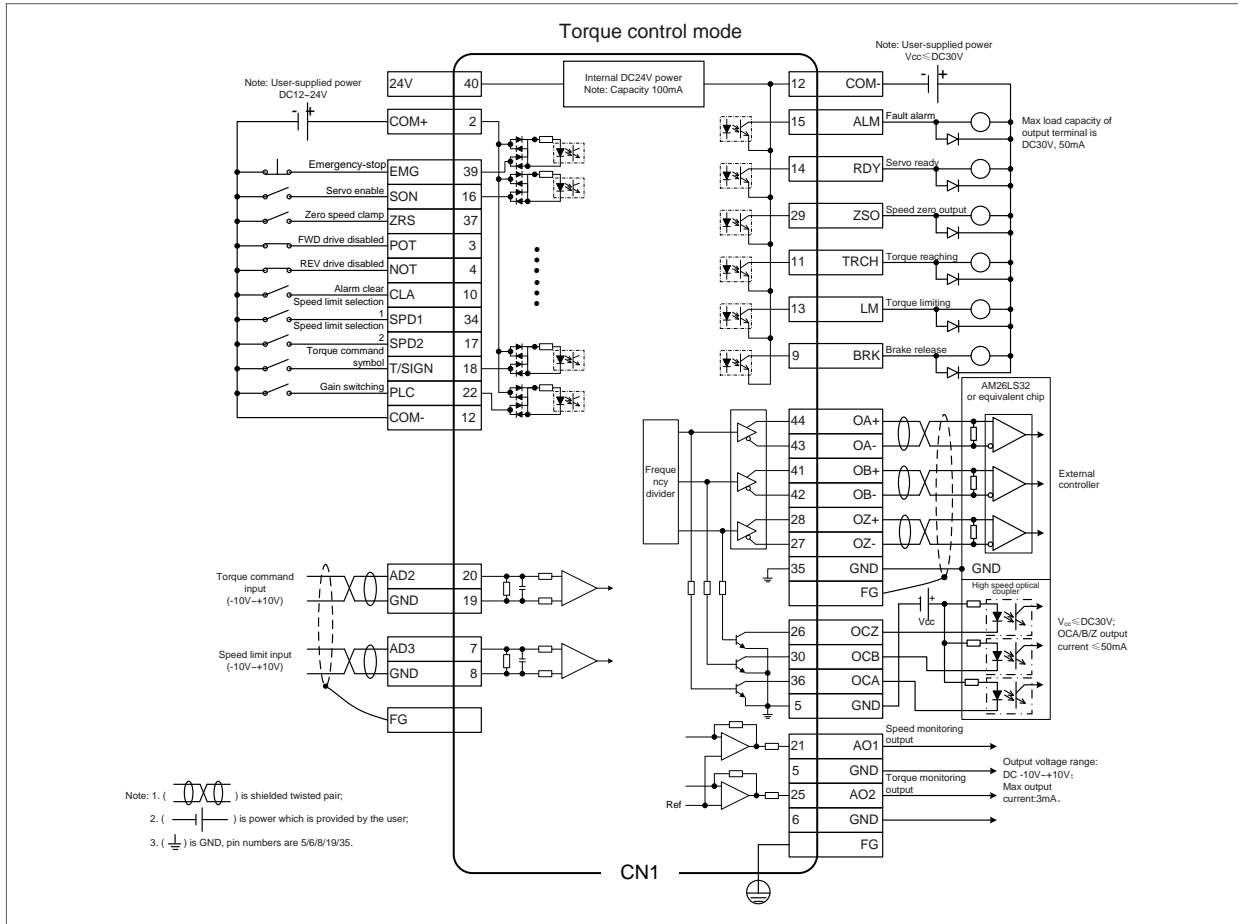 Torque control mode
Note: User-supplied power
DC12~24V
24V 40
COM+ 2
Emergency-stop EMG 39
Servo enable SON 16
Zero speed clamp ZRS 37
FWD drive disabled POT 3
REV drive disabled NOT 4
Alarm clear CLA 10
Speed limit selection
1 SPD1 34
Speed limit selection
2 SPD2 17
Torque command
symbol T/SIGN 18
Gain switching PLC 22
COM- 12
Torque command
input
(-10V~+10V)
AD2 20
GND 19
Speed limit input
(-10V~+10V)
AD3 7
GND 8
FG
Internal DC24V power
Note: Capacity 100mA
Note: User-supplied power
Vcc≤DC30V
12 COM-
15 ALM Fault alarm
14 RDY Servo ready
29 ZSO Speed zero output
11 TRCH Torque reaching
13 LM Torque limiting
9 BRK Brake release
Max load capacity of
output terminal is
DC30V, 50mA
AM26LS32
or equivalent chip
Freque
ncy
divider
44 OA+
43 OA-
41 OB+
42 OB-
28 OZ+
27 OZ-
35 GND
GND
FG
External
controller
High speed optical
coupler
Vcc
26 OCZ
30 OCB
36 OCA
5 GND
Vcc≤DC30V;
OCA/B/Z output
current ≤50mA
21 AO1 Speed monitoring
output
5 GND
25 AO2 Torque monitoring
output
6 GND
FG
Output voltage range:
DC -10V~+10V;
Max output
current:3mA。
Ref
Note: 1. ( ) is shielded twisted pair;
2. ( ) is power which is provided by the user;
3. ( ) is GND, pin numbers are 5/6/8/19/35.
CN1